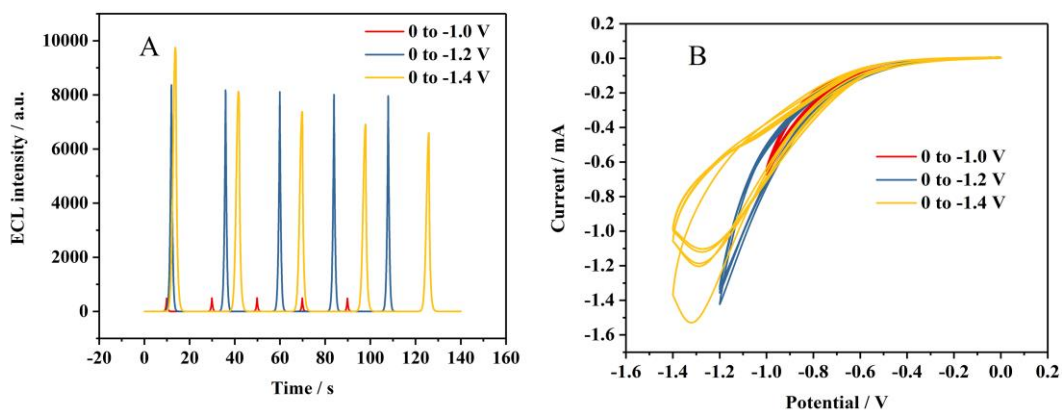 A
0 to -1.0 V
0 to -1.2 V
0 to -1.4 V
ECL intensity / a.u.
10000
8000
6000
4000
2000
0
-20 0 20 40 60 80 100 120 140 160
Time / s
B
0 to -1.0 V
0 to -1.2 V
0 to -1.4 V
Current / mA
0.2
0.0
-0.2
-0.4
-0.6
-0.8
-1.0
-1.2
-1.4
-1.6
-1.6 -1.4 -1.2 -1.0 -0.8 -0.6 -0.4 -0.2 0.0 0.2
Potential / V